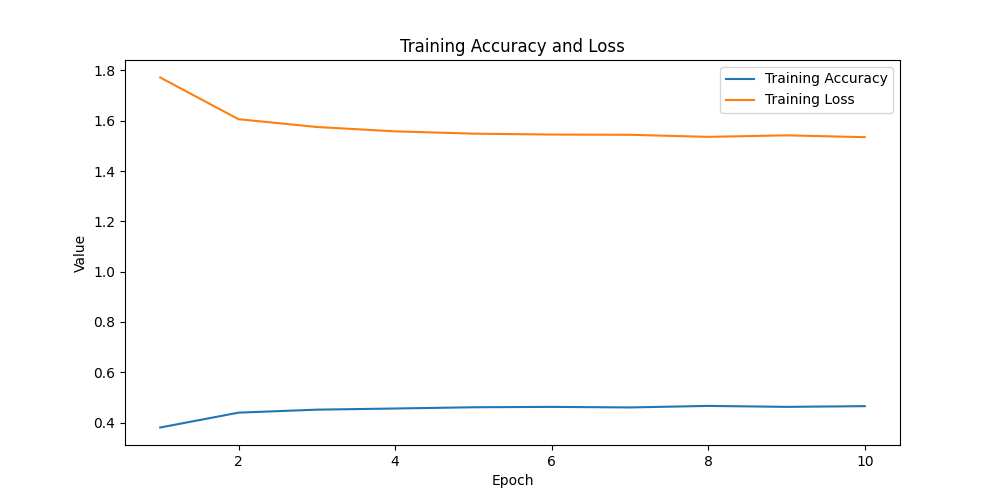 Training Accuracy and Loss
Training Accuracy
Training Loss
1.8
1.6
1.4
1.2
1.0
0.8
0.6
0.4
Value
2 4 6 8 10
Epoch